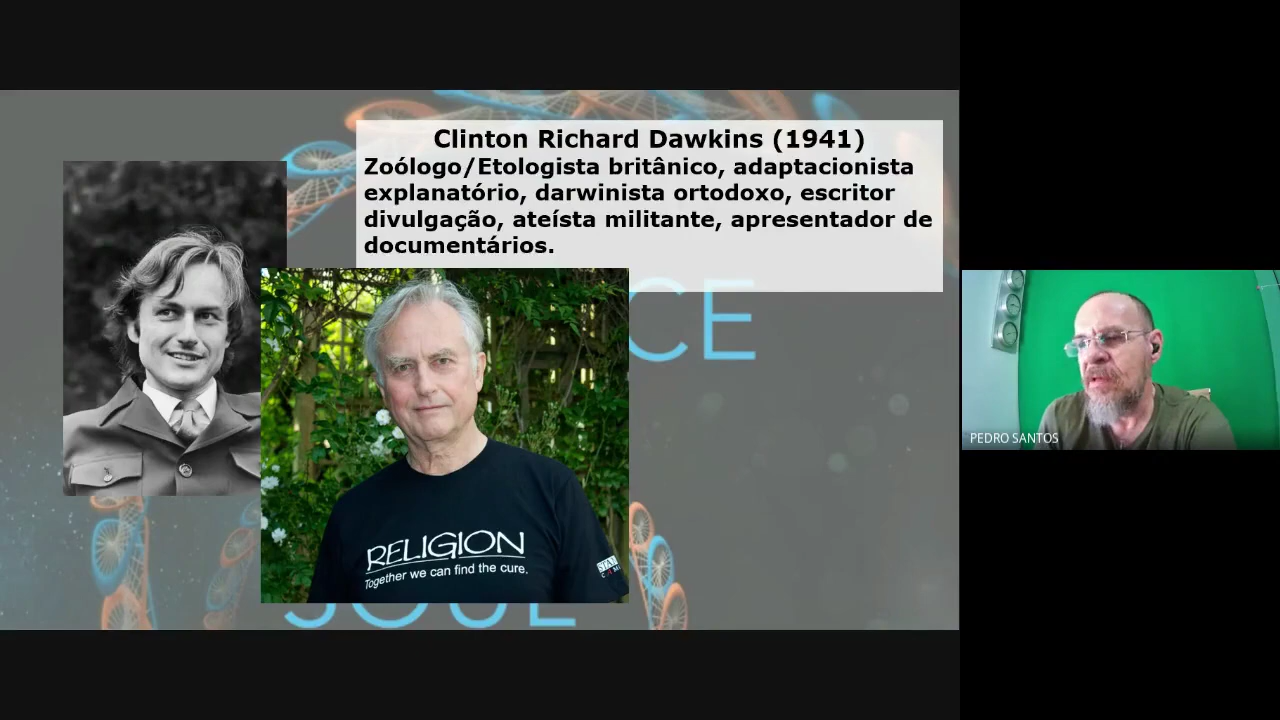 Clinton Richard Dawkins (1941)
Zoólogo/Etologista britânico, adaptacionista
explanatório, darwinista ortodoxo, escritor
divulgação, ateísta militante, apresentador de
documentários.
CE
RELIGION
Together we can find the cure.
SOUL
PEDRO SANTOS